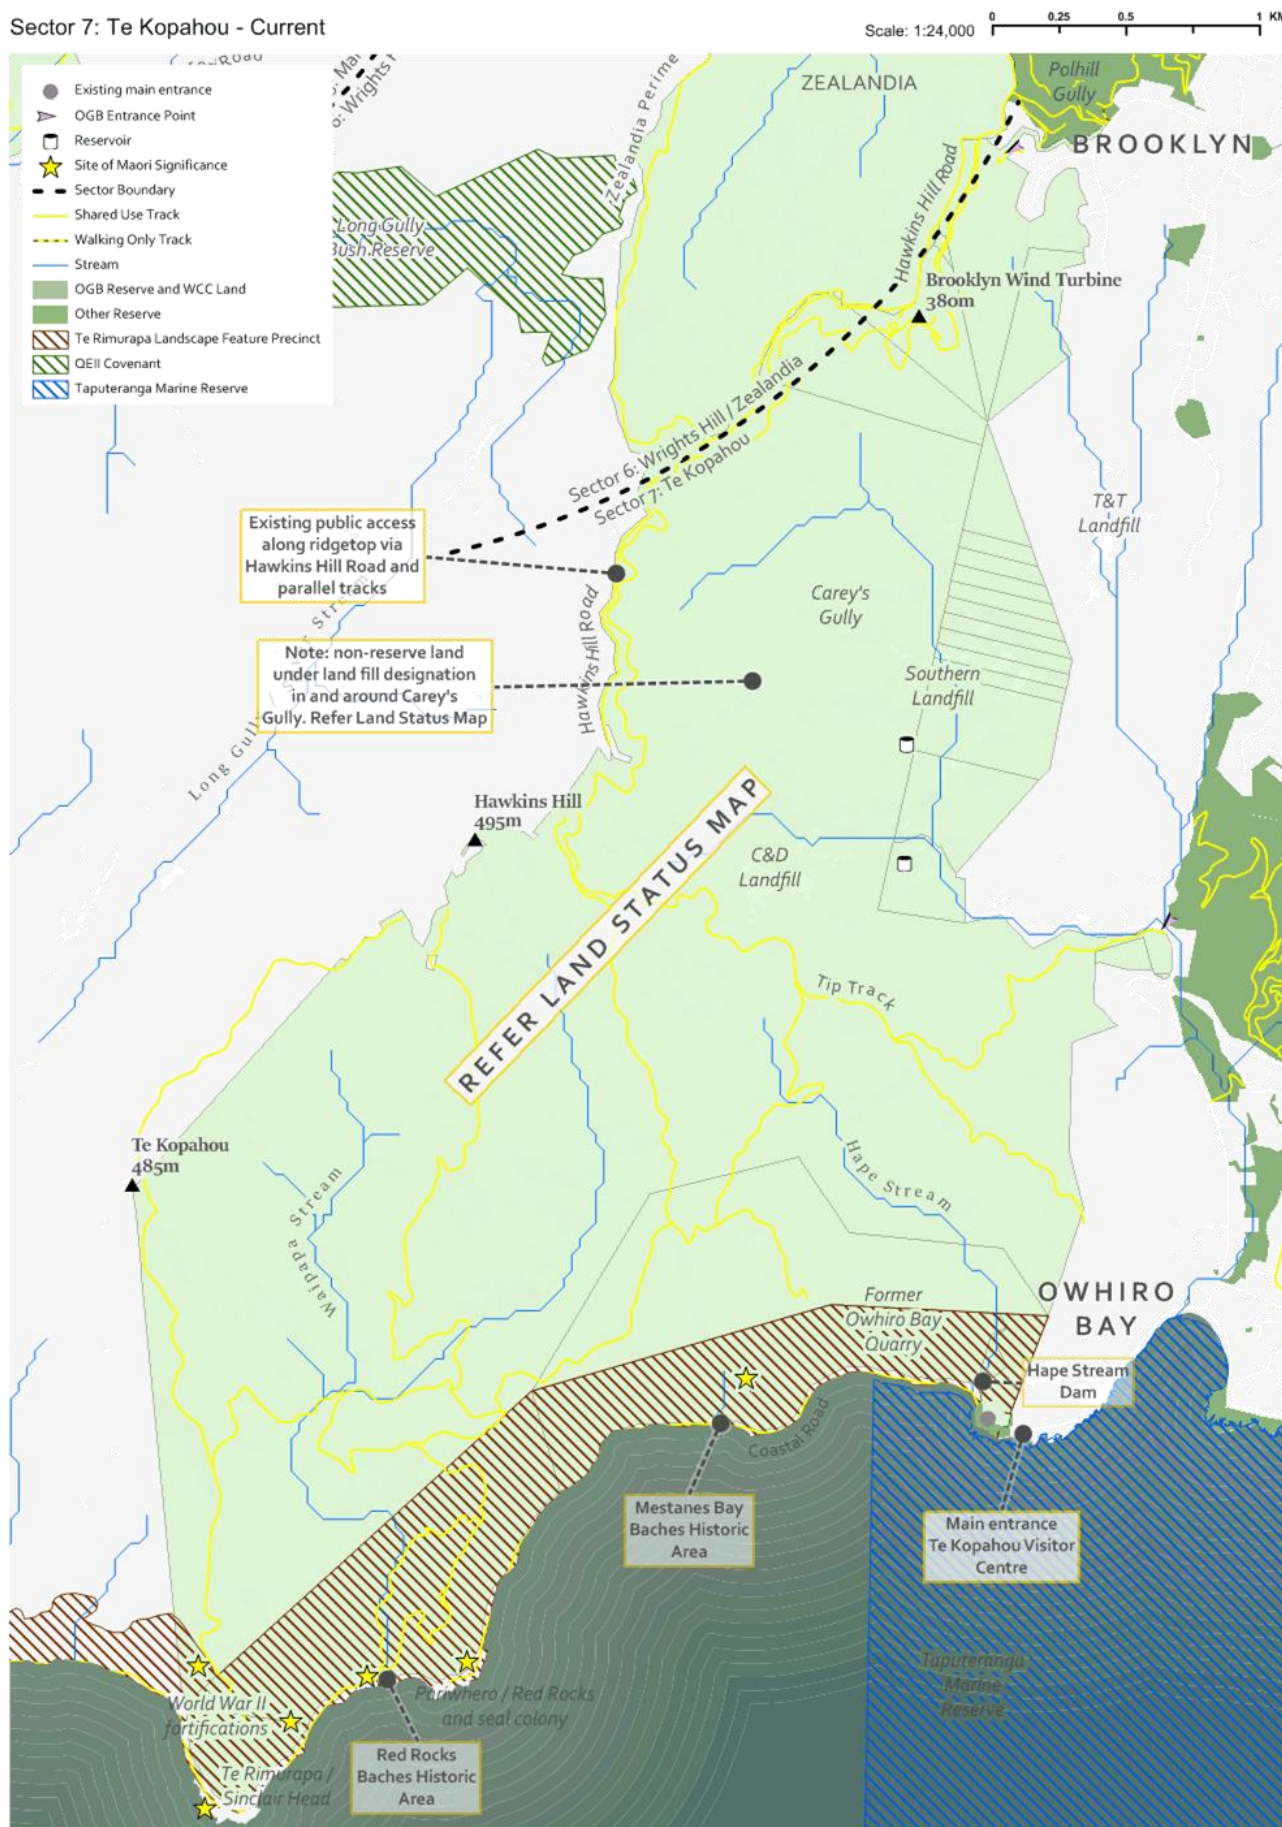 Sector 7: Te Kopahou - Current
Scale: 1:24,000
0 0.25 0.5 1 KM
Existing main entrance
OGB Entrance Point
Reservoir
Site of Maori Significance
Sector Boundary
Shared Use Track
Walking Only Track
Stream
OGB Reserve and WCC Land
Other Reserve
Te Rimurapa Landscape Feature Precinct
QEII Covenant
Taputeranga Marine Reserve
Road
6: Wrights
Zealandia Perime
ZEALANDIA
Polhill
Gully
BROOKLYN
Hawkins Hill Road
Long Gully
Bush Reserve
Brooklyn Wind Turbine
380m
Sector 6: Wrights Hill / Zealandia
Sector 7: Te Kopahou
T&T
Landfill
Existing public access
along ridgetop via
Hawkins Hill Road and
parallel tracks
Carey's
Gully
Hawkins Hill Road
Note: non-reserve land
under land fill designation
in and around Carey's
Gully. Refer Land Status Map
Southern
Landfill
Long Gull
Stream
Hawkins Hill
495m
REFER LAND STATUS MAP
C&D
Landfill
Tip Track
Te Kopahou
485m
Waipapa Stream
Hape Stream
Former
Owhiro Bay
Quarry
OWHIRO
BAY
Hape Stream
Dam
Coastal Road
Mestanes Bay
Baches Historic
Area
Main entrance
Te Kopahou Visitor
Centre
Taputeranga
Marine
Reserve
World War II
fortifications
Pariwhero / Red Rocks
and seal colony
Red Rocks
Baches Historic
Area
Te Rimurapa /
Sinclair Head